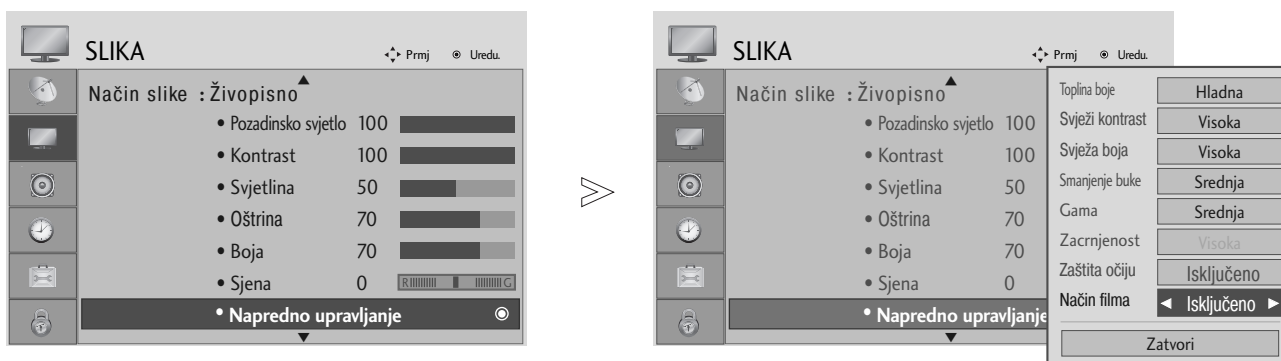 SLIKA
Prmj Uredu.
Način slike : Živopisno
• Pozadinsko svjetlo 100
• Kontrast 100
• Svjetlina 50
• Oštrina 70
• Boja 70
• Sjena 0 R G
• Napredno upravljanje
SLIKA
Prmj Uredu.
Način slike : Živopisno
• Pozadinsko svjetlo 100
• Kontrast 100
• Svjetlina 50
• Oštrina 70
• Boja 70
• Sjena 0
• Napredno upravljanje
Toplina boje Hladna
Svježi kontrast Visoka
Svježa boja Visoka
Smanjenje buke Srednja
Gama Srednja
Zacrnjenost Visoka
Zaštita očiju Isključeno
Način filma ◄ Isključeno ►
Zatvori